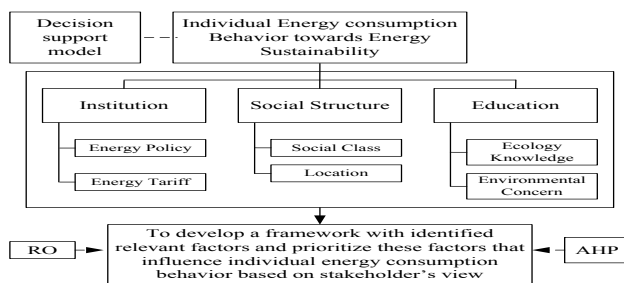 Decision
support
model
Individual Energy consumption
Behavior towards Energy
Sustainability
Institution
Social Structure
Education
Energy Policy
Energy Tariff
Social Class
Location
Ecology
Knowledge
Environmental
Concern
RO
To develop a framework with identified
relevant factors and prioritize these factors that
influence individual energy consumption
behavior based on stakeholder's view
AHP